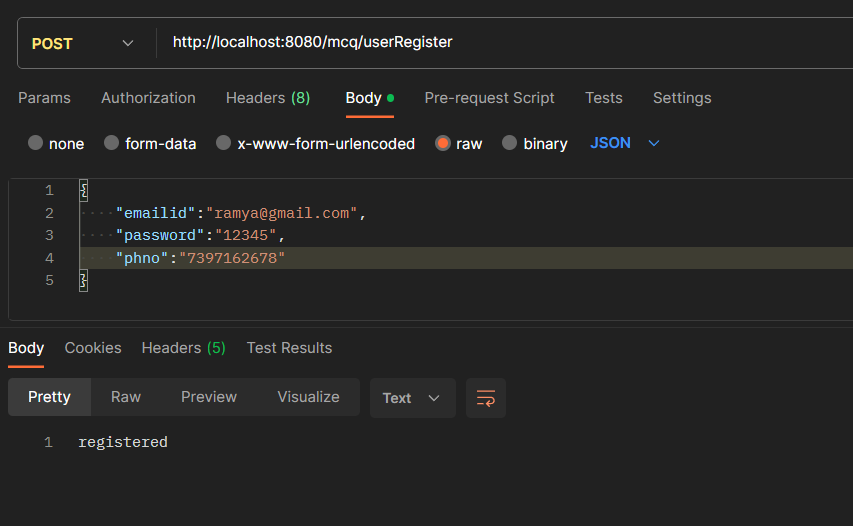 POST http://localhost:8080/mcq/userRegister
Params Authorization Headers (8) Body Pre-request Script Tests Settings
none form-data x-www-form-urlencoded raw binary JSON
1 {
2 "emailid":"ramya@gmail.com",
3 "password":"12345",
4 "phno":"7397162678"
5 }
Body Cookies Headers (5) Test Results
Pretty Raw Preview Visualize Text
1 registered